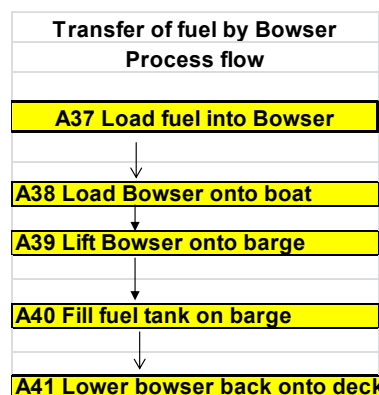 Transfer of fuel by Bowser
Process flow
A37 Load fuel into Bowser
A38 Load Bowser onto boat
A39 Lift Bowser onto barge
A40 Fill fuel tank on barge
A41 Lower bowser back onto deck